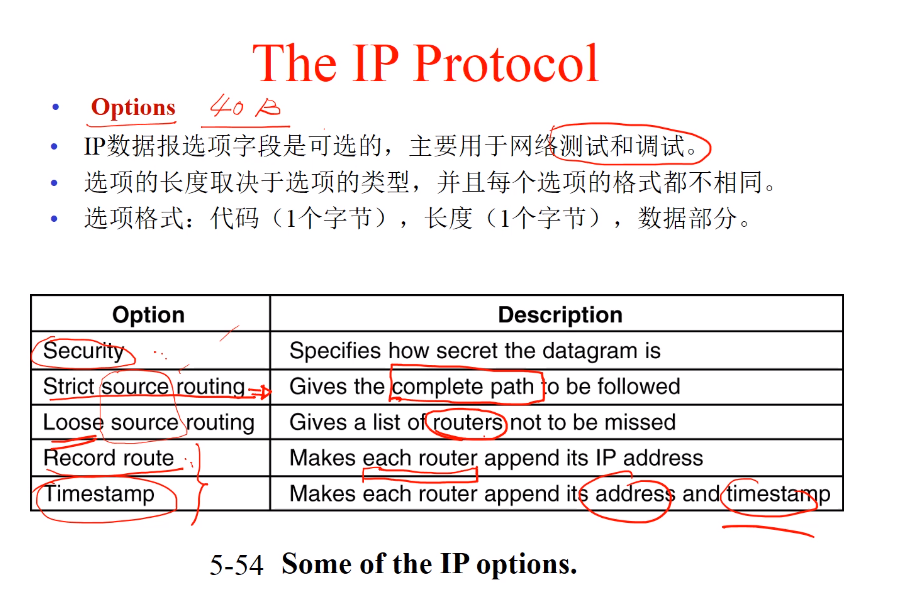 The IP Protocol
• Options 40 B
• IP数据报选项字段是可选的，主要用于网络测试和调试。
• 选项的长度取决于选项的类型，并且每个选项的格式都不相同。
• 选项格式：代码（1个字节），长度（1个字节），数据部分。
Option Description
Security Specifies how secret the datagram is
Strict source routing Gives the complete path to be followed
Loose source routing Gives a list of routers not to be missed
Record route Makes each router append its IP address
Timestamp Makes each router append its address and timestamp
5-54 Some of the IP options.